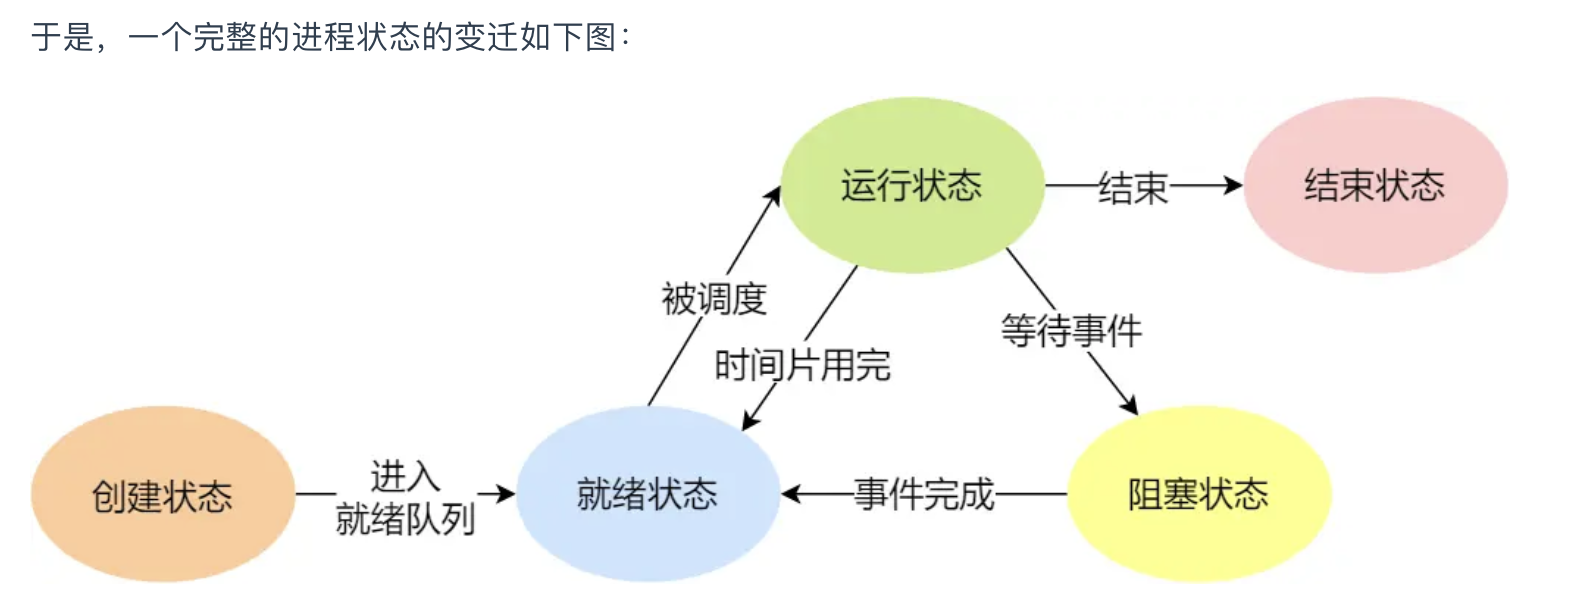 于是，一个完整的进程状态的变迁如下图：
运行状态
结束
结束状态
被调度
时间片用完
等待事件
创建状态
进入
就绪队列
就绪状态
事件完成
阻塞状态